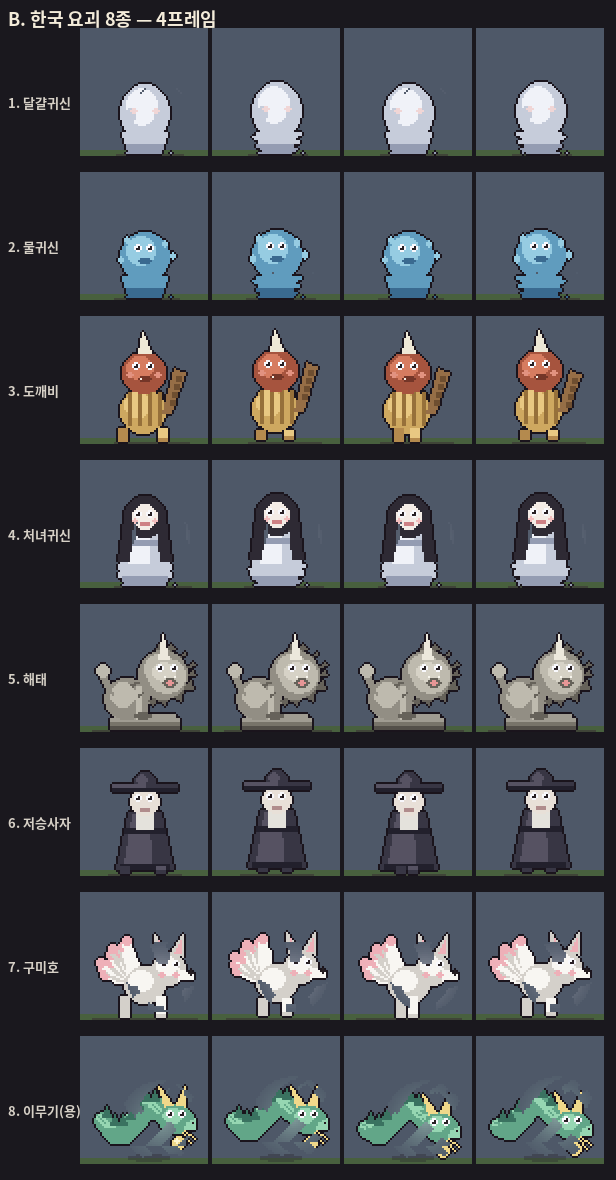 B. 한국 요괴 8종 — 4프레임
1. 달걀귀신
2. 물귀신
3. 도깨비
4. 처녀귀신
5. 해태
6. 저승사자
7. 구미호
8. 이무기(용)